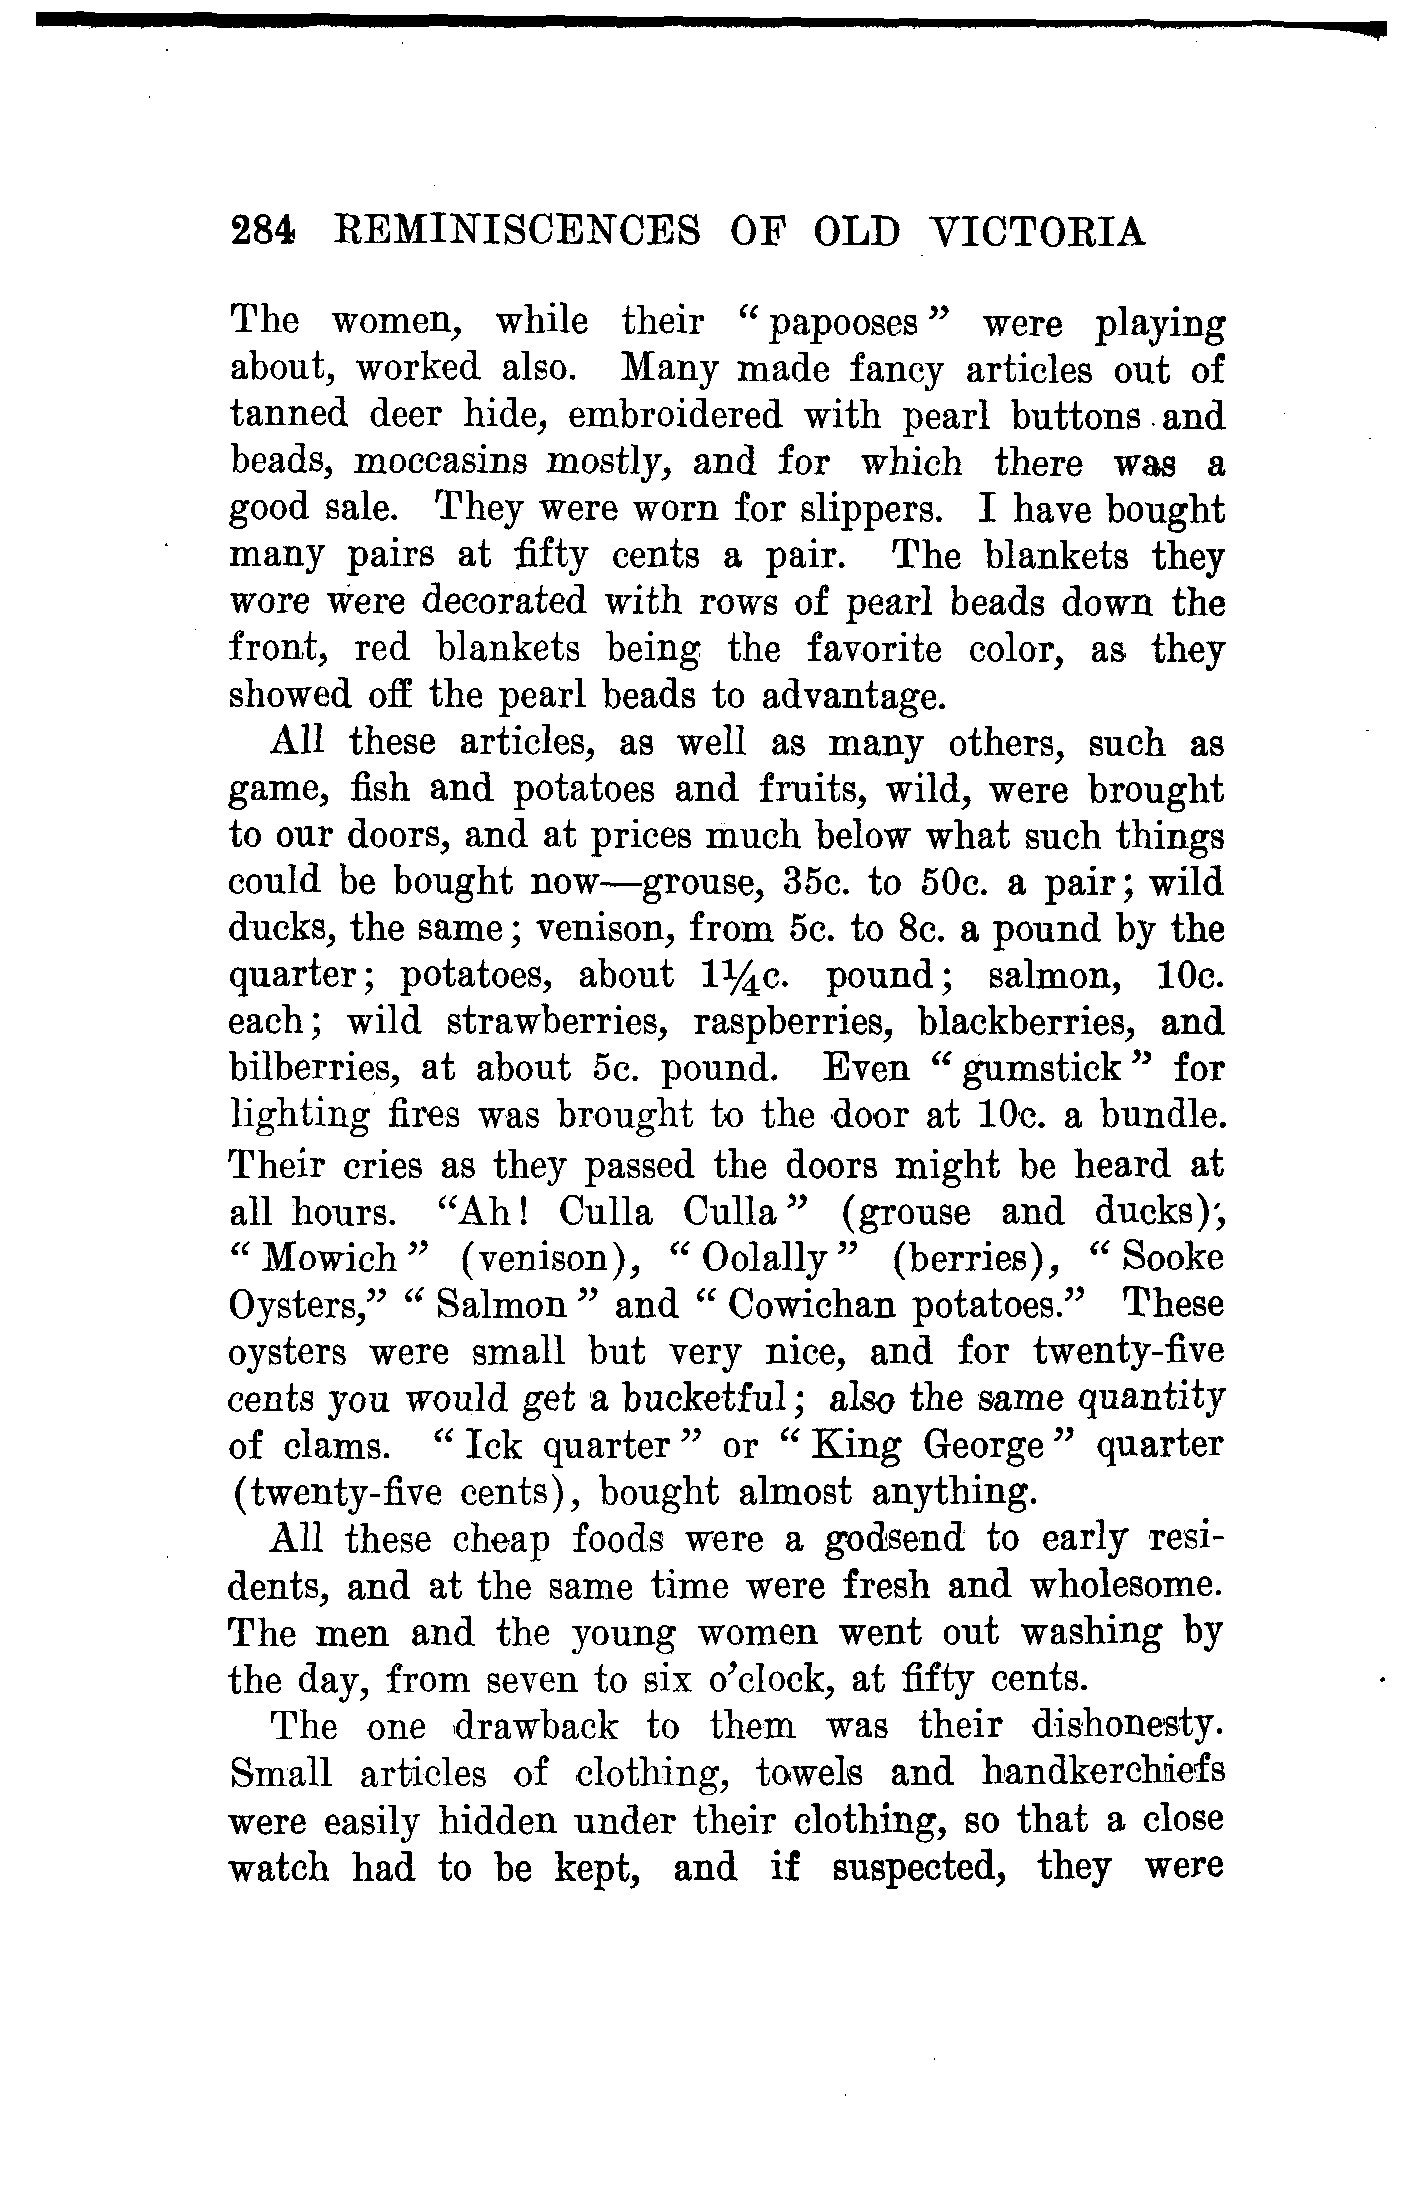 284 REMINISCENCES OF OLD VICTORIA
The women, while their “ papooses ” were playing
about, worked also. Many made fancy articles out of
tanned deer hide, embroidered with pearl buttons and
beads, moccasins mostly, and for which there was a
good sale. They were worn for slippers. I have bought
many pairs at fifty cents a pair. The blankets they
wore were decorated with rows of pearl beads down the
front, red blankets being the favorite color, as they
showed off the pearl beads to advantage.
All these articles, as well as many others, such as
game, fish and potatoes and fruits, wild, were brought
to our doors, and at prices much below what such things
could be bought now—grouse, 35c. to 50c. a pair; wild
ducks, the same; venison, from 5c. to 8c. a pound by the
quarter; potatoes, about 1¼c. pound; salmon, 10c.
each; wild strawberries, raspberries, blackberries, and
bilberries, at about 5c. pound. Even “ gumstick ” for
lighting fires was brought to the door at 10c. a bundle.
Their cries as they passed the doors might be heard at
all hours. “Ah! Culla Culla ” (grouse and ducks);
“ Mowich ” (venison), “ Oolally ” (berries), “ Sooke
Oysters,” “ Salmon ” and “ Cowichan potatoes.” These
oysters were small but very nice, and for twenty-five
cents you would get a bucketful; also the same quantity
of clams. “ Ick quarter ” or “ King George ” quarter
(twenty-five cents), bought almost anything.
All these cheap foods were a godsend to early resi-
dents, and at the same time were fresh and wholesome.
The men and the young women went out washing by
the day, from seven to six o’clock, at fifty cents.
The one drawback to them was their dishonesty.
Small articles of clothing, towels and handkerchiefs
were easily hidden under their clothing, so that a close
watch had to be kept, and if suspected, they were